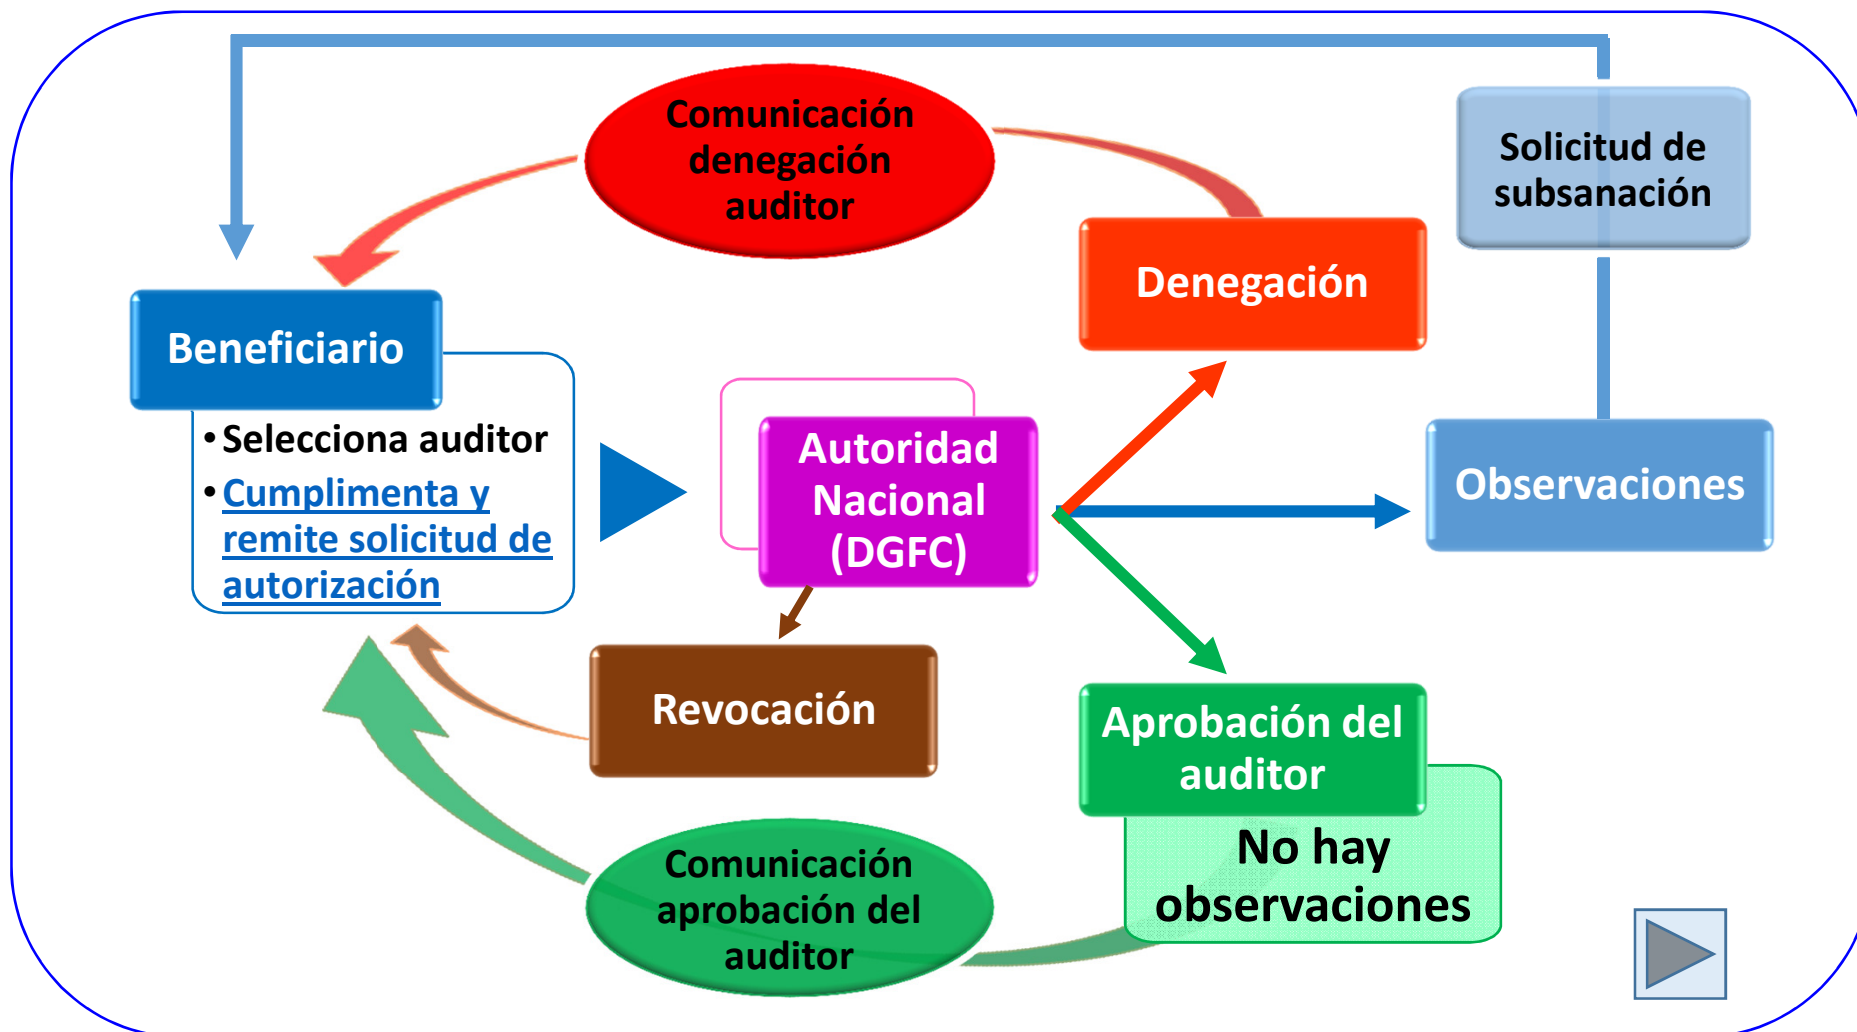 Comunicación
denegación
auditor
Solicitud de
subsanación
Denegación
Beneficiario
• Selecciona auditor
• Cumplimenta y
remite solicitud de
autorización
Autoridad
Nacional
(DGFC)
Observaciones
Revocación
Aprobación del
auditor
No hay
observaciones
Comunicación
aprobación del
auditor